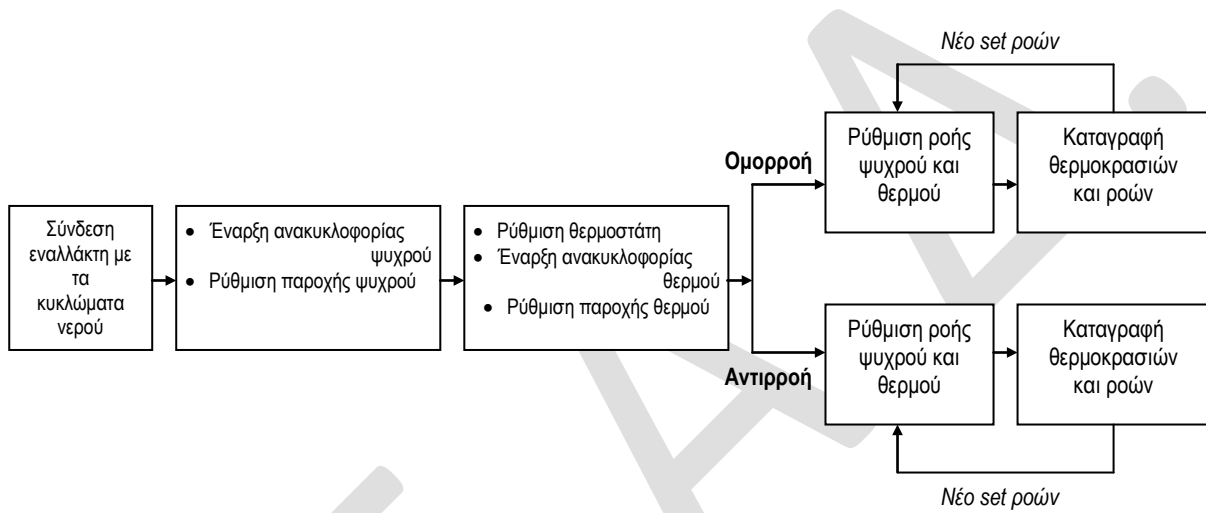 Σύνδεση
εναλλάκτη με
τα
κυκλώματα
νερού
• Έναρξη ανακυκλοφορίας
ψυχρού
• Ρύθμιση παροχής ψυχρού
• Ρύθμιση θερμοστάτη
• Έναρξη ανακυκλοφορίας
θερμού
• Ρύθμιση παροχής θερμού
Ομορροή
Νέο set ροών
Ρύθμιση ροής
ψυχρού και
θερμού
Καταγραφή
θερμοκρασιών
και ροών
Αντιρροή
Ρύθμιση ροής
ψυχρού και
θερμού
Καταγραφή
θερμοκρασιών
και ροών
Νέο set ροών